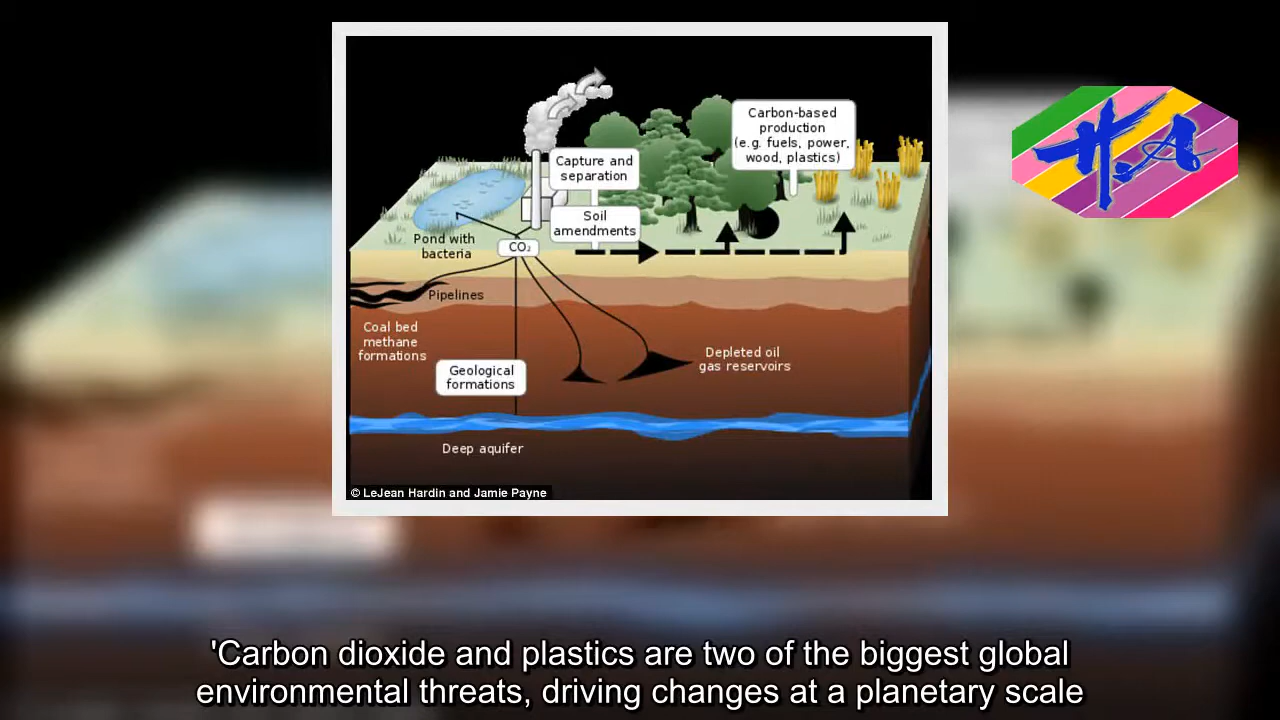 Carbon-based
production
(e.g. fuels, power,
wood, plastics)
Capture and
separation
Soil
amendments
Pond with
bacteria
CO₂
Pipelines
Coal bed
methane
formations
Geological
formations
Depleted oil
gas reservoirs
Deep aquifer
© LeJean Hardin and Jamie Payne
H.A
'Carbon dioxide and plastics are two of the biggest global
environmental threats, driving changes at a planetary scale